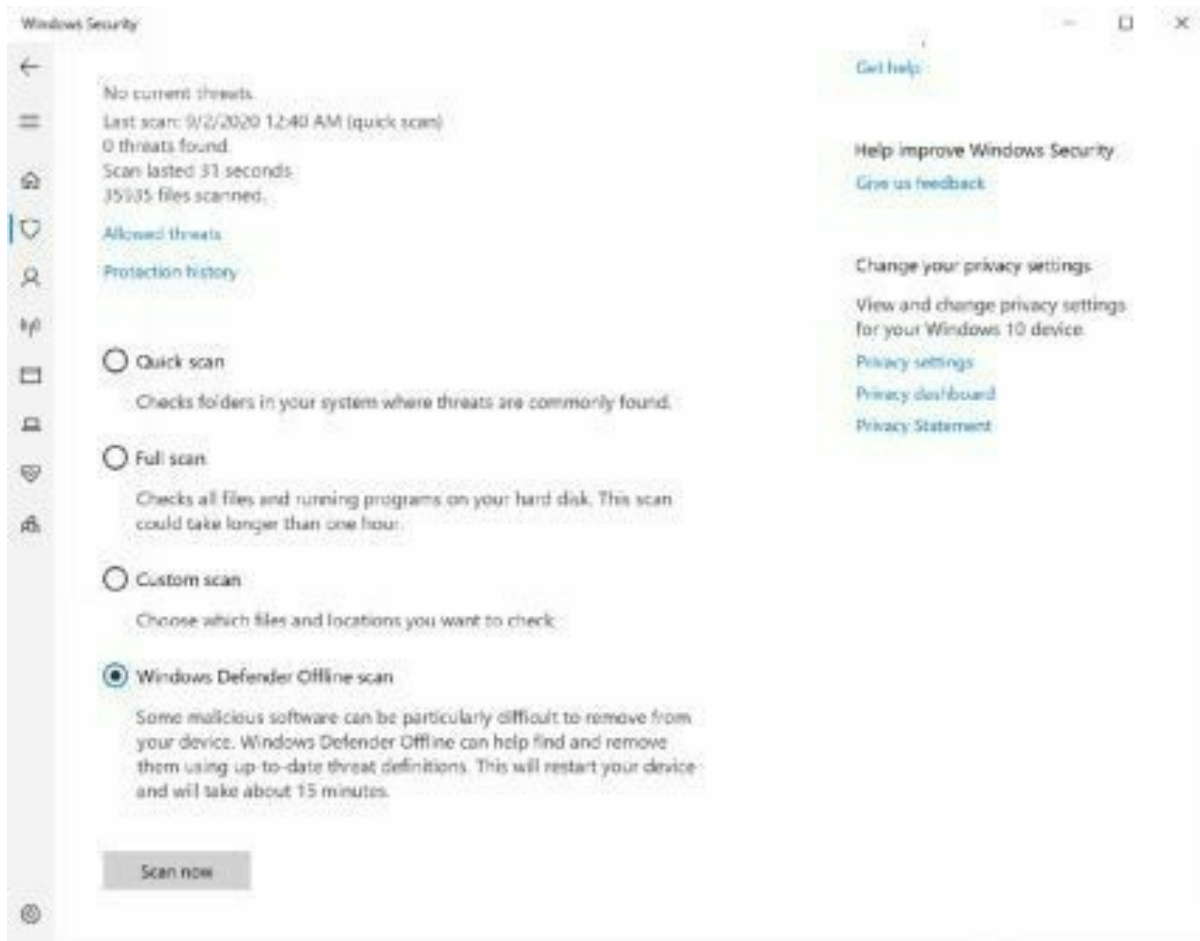 Windows Security
No current threats.
Last scan: 9/2/2020 12:40 AM (quick scan)
0 threats found.
Scan lasted 31 seconds
35935 files scanned.
Allowed threats
Protection history
Quick scan
Checks folders in your system where threats are commonly found.
Full scan
Checks all files and running programs on your hard disk. This scan
could take longer than one hour.
Custom scan
Choose which files and locations you want to check.
Windows Defender Offline scan
Some malicious software can be particularly difficult to remove from
your device. Windows Defender Offline can help find and remove
them using up-to-date threat definitions. This will restart your device
and will take about 15 minutes.
Scan now
Get help
Help improve Windows Security
Give us feedback
Change your privacy settings
View and change privacy settings
for your Windows 10 device.
Privacy settings
Privacy dashboard
Privacy Statement